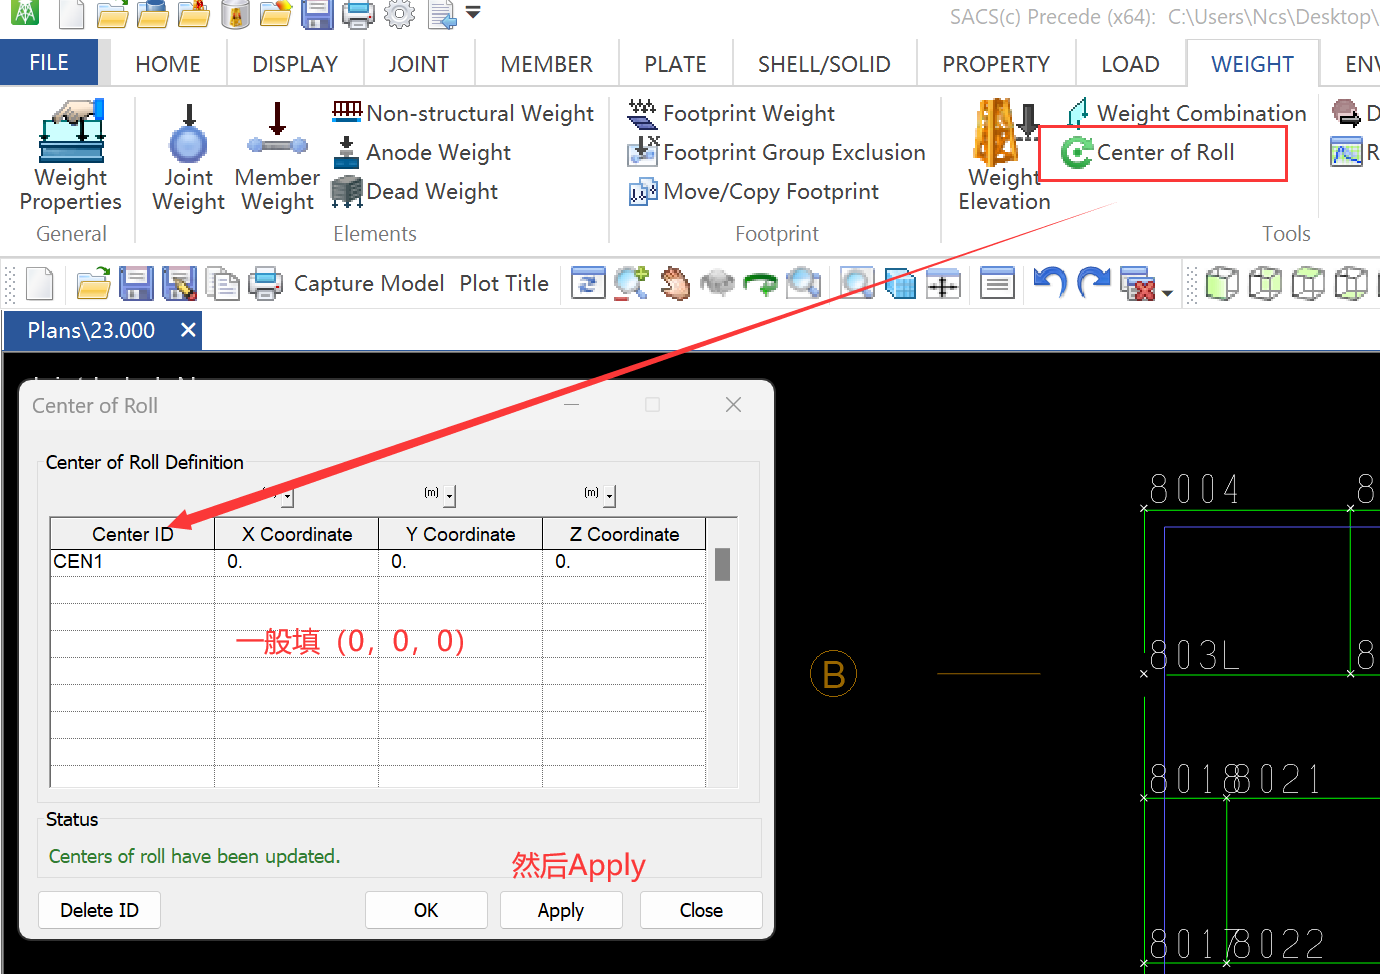 SACS(c) Precede (x64): C:\Users\Ncs\Desktop\
FILE HOME DISPLAY JOINT MEMBER PLATE SHELL/SOLID PROPERTY LOAD WEIGHT ENV
Non-structural Weight Footprint Weight Weight Combination D
Anode Weight Footprint Group Exclusion Center of Roll R
Weight Properties
Joint Weight
Member Weight
Dead Weight Move/Copy Footprint
Weight Elevation
General Elements Footprint Tools
Capture Model Plot Title
Plans\23.000
Center of Roll
Center of Roll Definition
(m) (m)
Center ID X Coordinate Y Coordinate Z Coordinate
CEN1 0. 0. 0.
一般填（0，0，0）
Status
Centers of roll have been updated.
然后Apply
Delete ID OK Apply Close
8004 8
B
803L 8
8018 8021
8017 8022